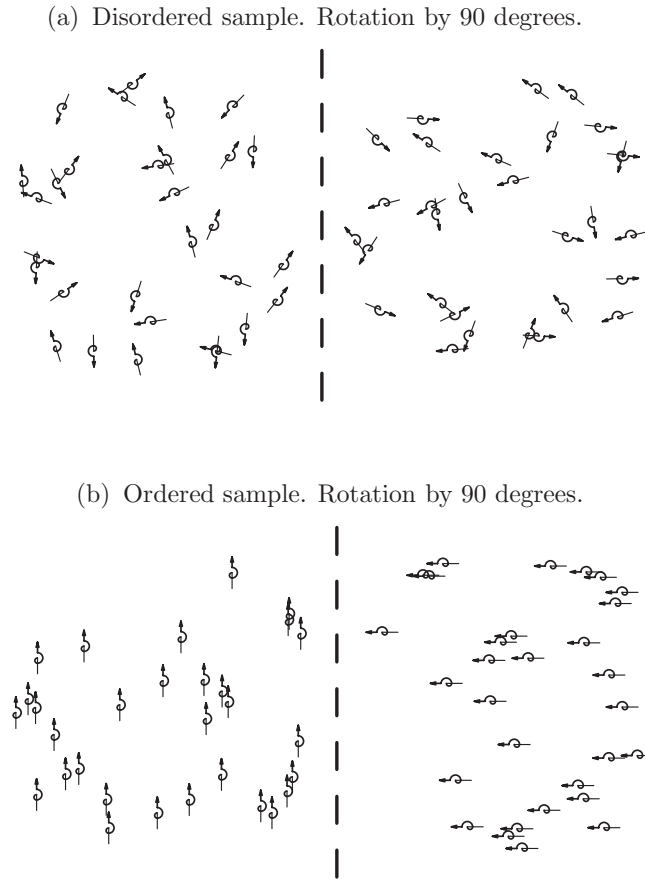 (a) Disordered sample. Rotation by 90 degrees.
(b) Ordered sample. Rotation by 90 degrees.